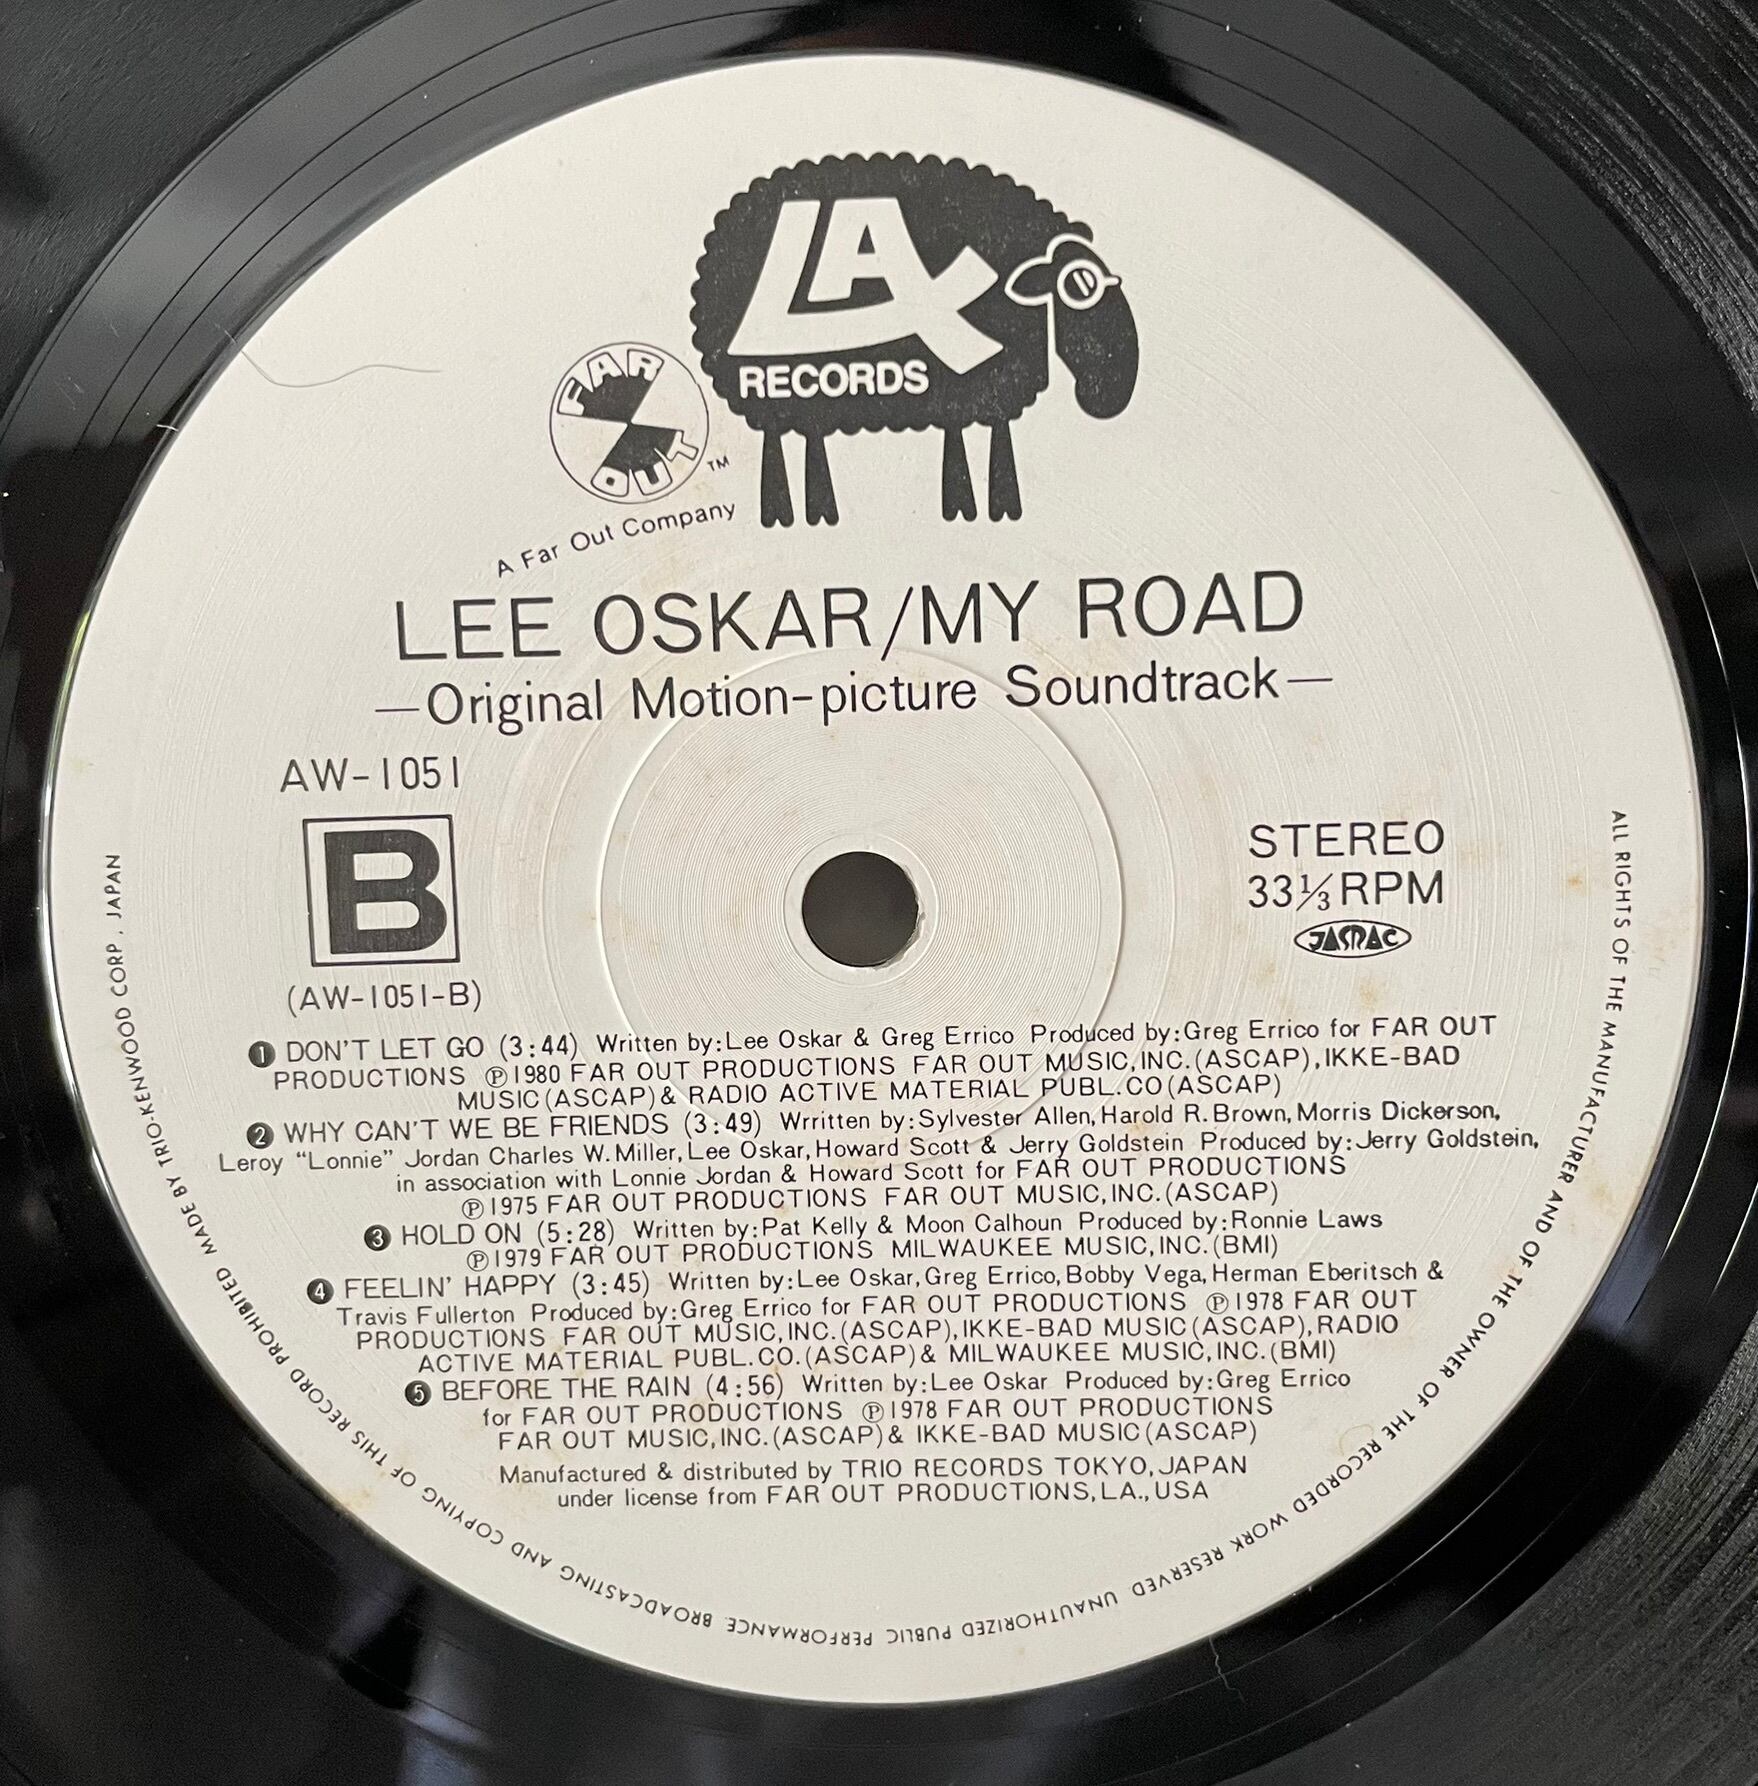 LAX
RECORDS
FAR
OUT
TM
A Far Out Company
LEE OSKAR/MY ROAD
—Original Motion-picture Soundtrack—
AW-1051
B
(AW-1051-B)
STEREO
33 1/3 RPM
JASRAC
❶ DON'T LET GO (3:44) Written by:Lee Oskar & Greg Errico Produced by:Greg Errico for FAR OUT
PRODUCTIONS Ⓟ1980 FAR OUT PRODUCTIONS FAR OUT MUSIC,INC.(ASCAP),IKKE-BAD
MUSIC(ASCAP)& RADIO ACTIVE MATERIAL PUBL.CO(ASCAP)
❷ WHY CAN'T WE BE FRIENDS (3:49) Wrritten by:Sylvester Allen,Harold R.Brown,Morris Dickerson,
Leroy “Lonnie” Jordan Charles W.Miller,Lee Oskar,Howard Scott & Jerry Goldstein Produced by:Jerry Goldstein,
in association with Lonnie Jordan & Howard Scott for FAR OUT PRODUCTIONS
Ⓟ1975 FAR OUT PRODUCTIONS FAR OUT MUSIC,INC.(ASCAP)
❸ HOLD ON (5:28) Written by:Pat Kelly & Moon Calhoun Produced by:Ronnie Laws
Ⓟ1979 FAR OUT PRODUCTIONS MILWAUKEE MUSIC,INC.(BMI)
❹ FEELIN' HAPPY (3:45) Written by:Lee Oskar,Greg Errico,Bobby Vega,Herman Eberitsch &
Travis Fullerton Produced by:Greg Errico for FAR OUT PRODUCTIONS Ⓟ1978 FAR OUT
PRODUCTIONS FAR OUT MUSIC,INC.(ASCAP),IKKE-BAD MUSIC(ASCAP),RADIO
ACTIVE MATERIAL PUBL.CO.(ASCAP)& MILWAUKEE MUSIC,INC.(BMI)
❺ BEFORE THE RAIN (4:56) Written by:Lee Oskar Produced by:Greg Errico
for FAR OUT PRODUCTIONS Ⓟ1978 FAR OUT PRODUCTIONS
FAR OUT MUSIC,INC.(ASCAP)& IKKE-BAD MUSIC(ASCAP)
Manufactured & distributed by TRIO RECORDS TOKYO,JAPAN
under license from FAR OUT PRODUCTIONS,LA.,USA
ALL RIGHTS OF THE MANUFACTURER AND OF THE OWNER OF THE RECORDED WORK RESERVED UNAUTHORIZED PUBLIC PERFORMANCE. BROADCASTING AND COPYING OF THIS RECORD PROHIBITED MADE BY TRIO-KENWOOD CORP. JAPAN